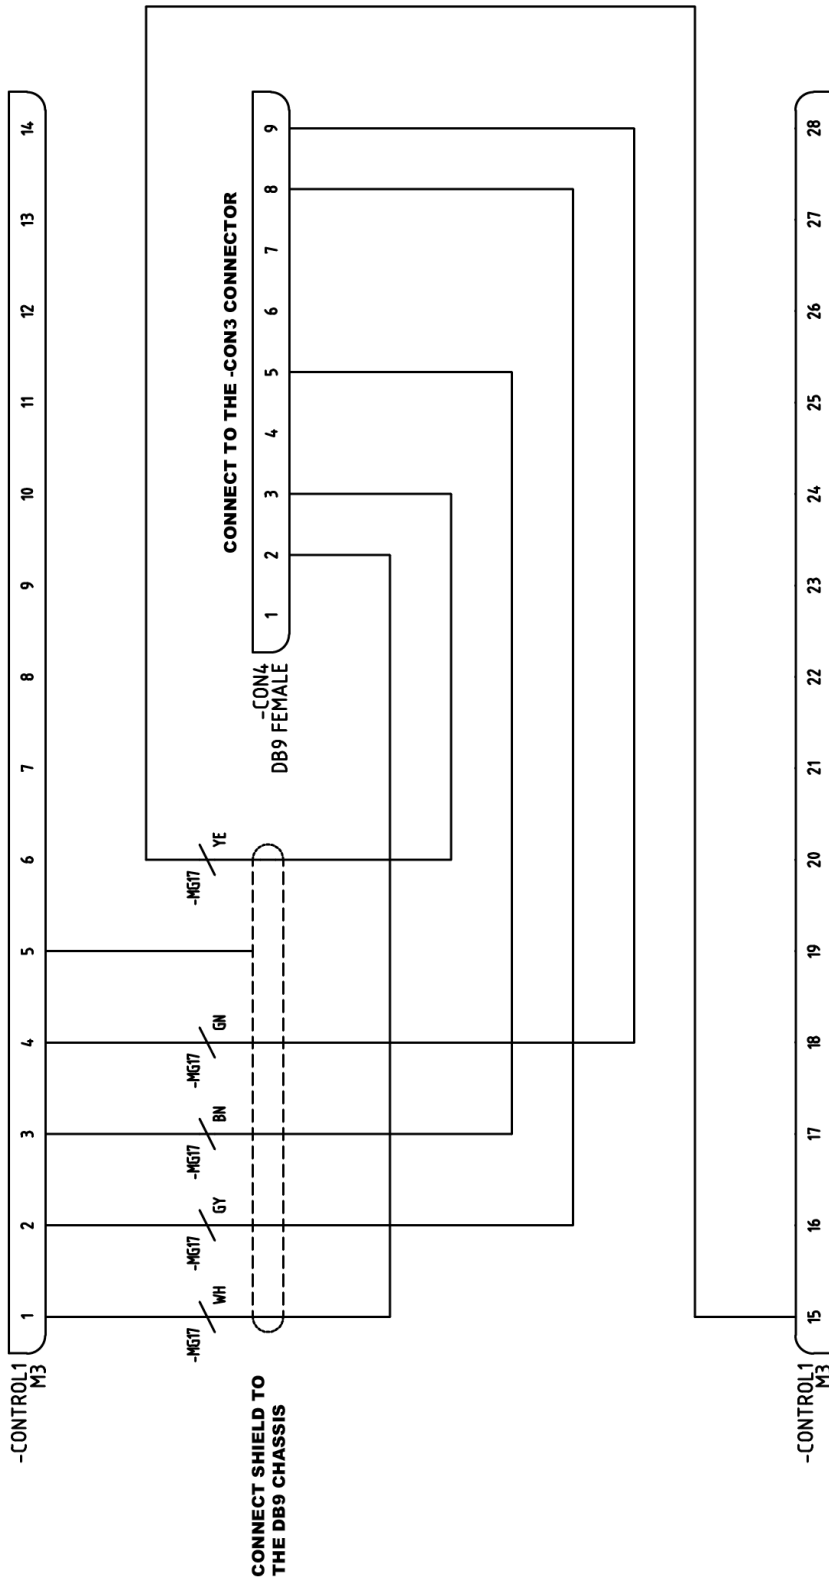 -CONTROL1
M3
1 2 3 4 5 6 7 8 9 10 11 12 13 14
-MG17 -MG17 -MG17 -MG17 -MG17
WH GY BN GN YE
CONNECT TO THE -CON3 CONNECTOR
CONNECT SHIELD TO
THE DB9 CHASSIS
-CON4
DB9 FEMALE
1 2 3 4 5 6 7 8 9
-CONTROL1
M3
15 16 17 18 19 20 21 22 23 24 25 26 27 28